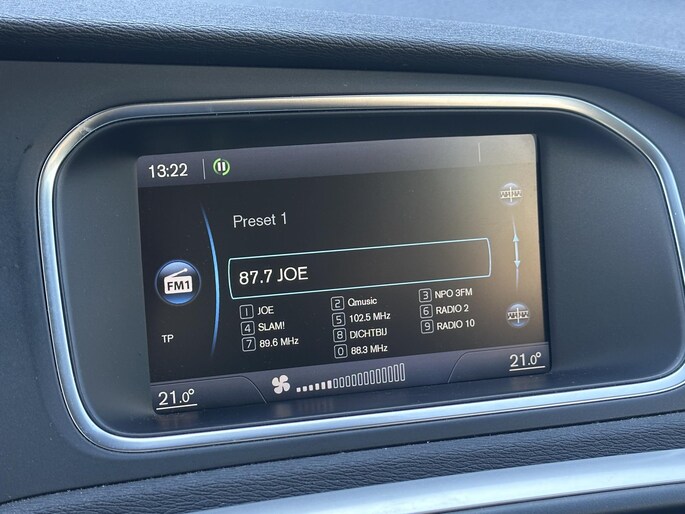 13:22
Preset 1
87.7 JOE
FM1
TP
1 JOE
2 Qmusic
3 NPO 3FM
4 SLAM!
5 102.5 MHz
6 RADIO 2
7 89.6 MHz
8 DICHTBIJ
9 RADIO 10
0 88.3 MHz
21.0°
21.0°